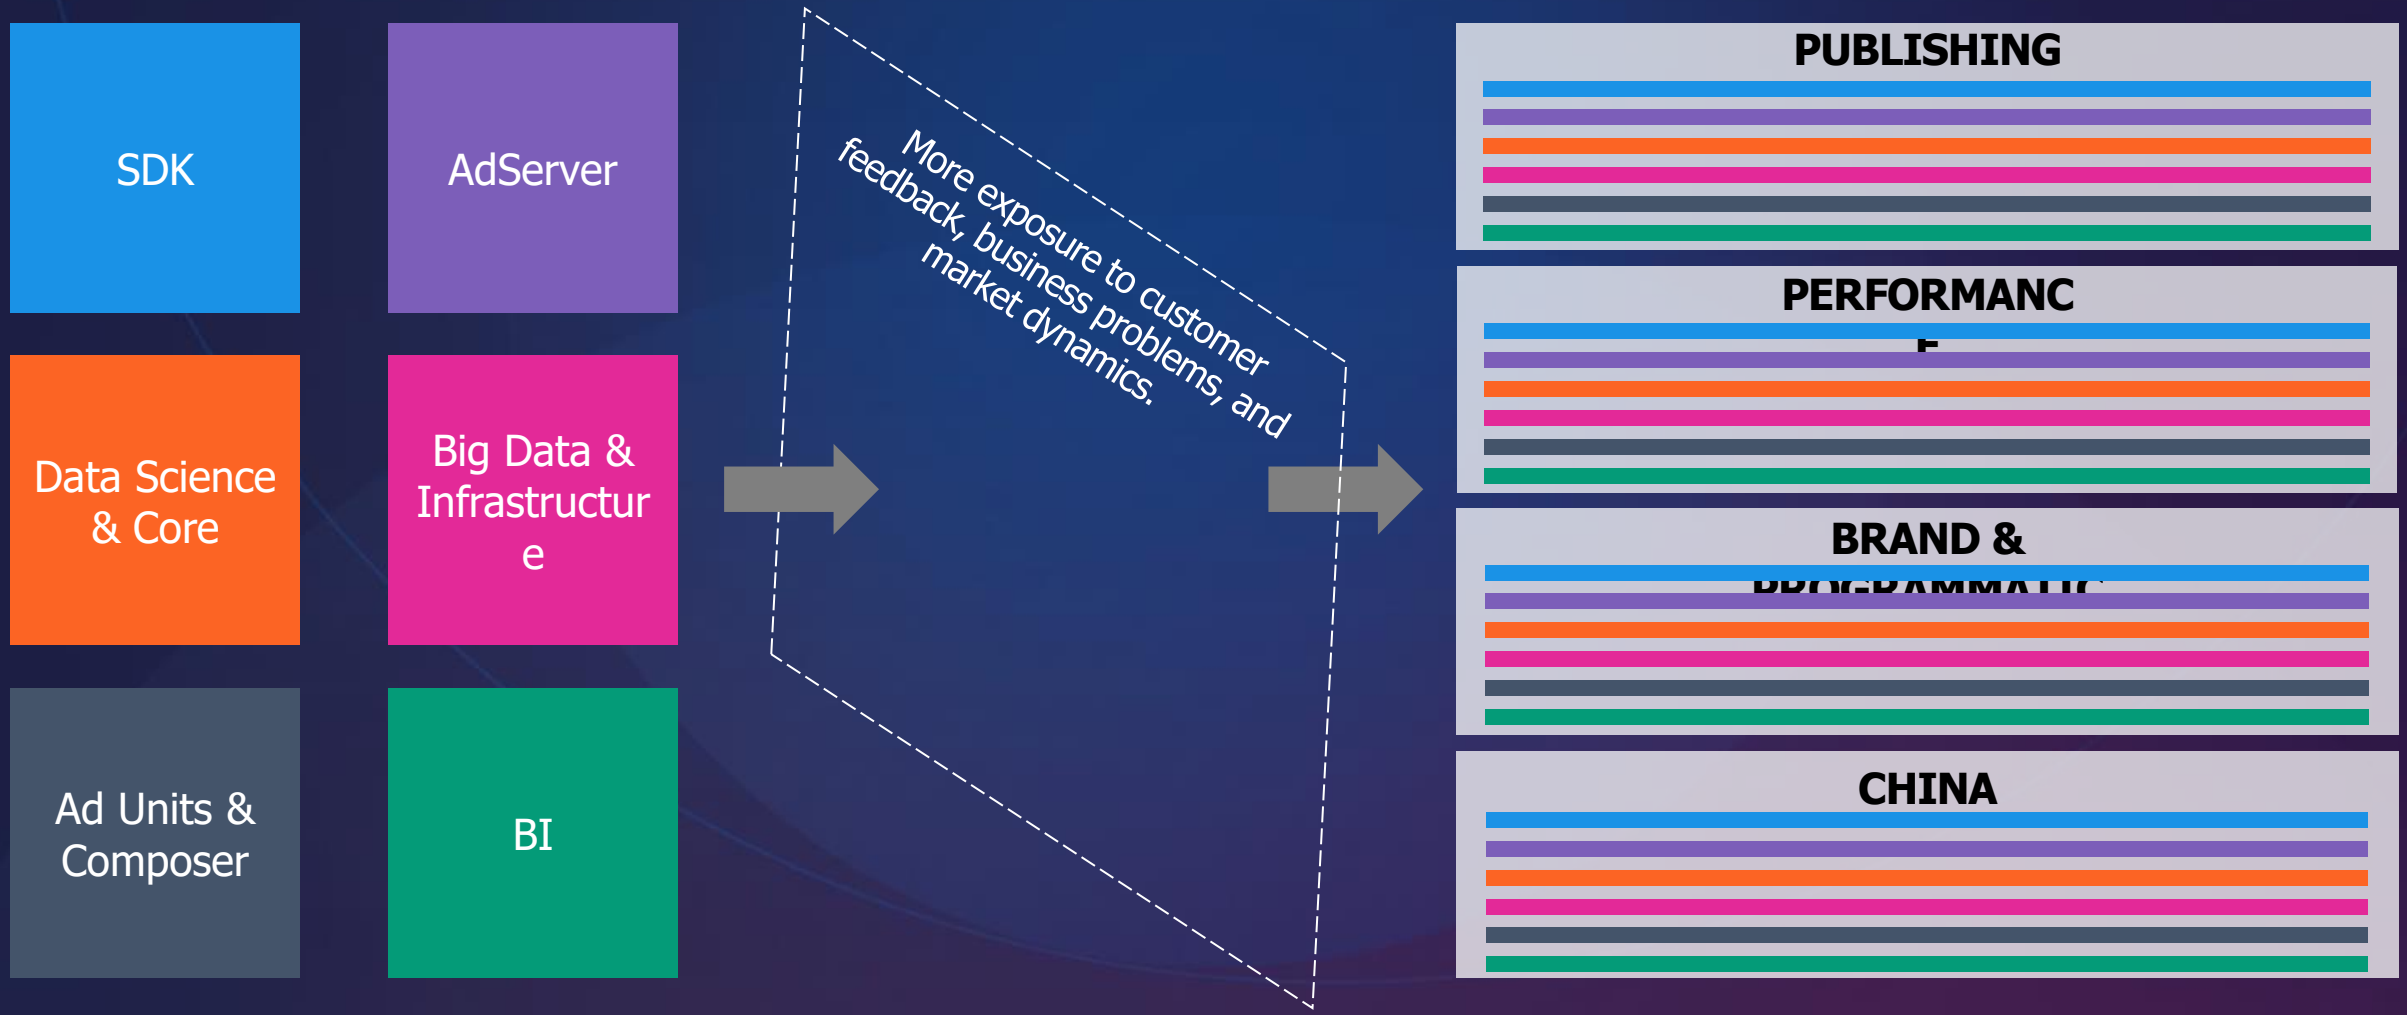 SDK
AdServer
Data Science
& Core
Big Data &
Infrastructur
e
Ad Units &
Composer
BI
More exposure to customer
feedback, business problems, and
market dynamics.
PUBLISHING
PERFORMANC
E
BRAND &
PROGRAMMATIC
CHINA